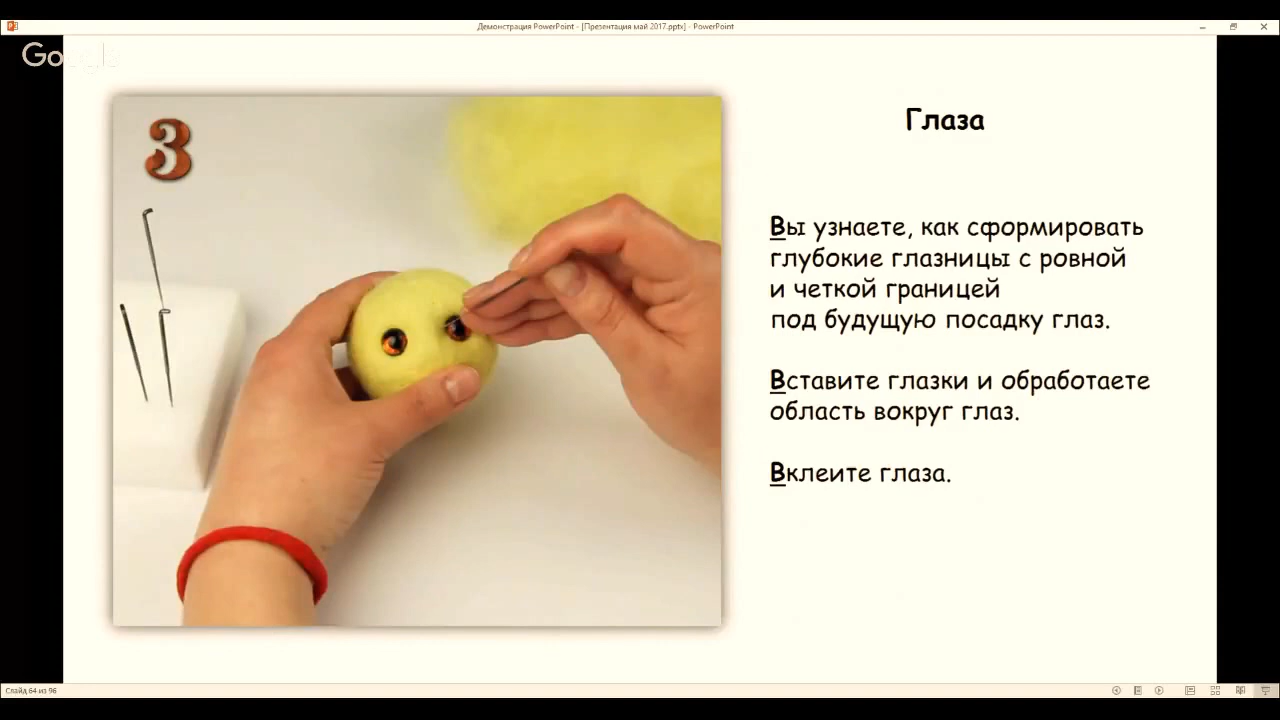 Демонстрация PowerPoint - [Презентация май 2017.pptx] - PowerPoint
Google
3
Глаза
Вы узнаете, как сформировать
глубокие глазницы с ровной
и четкой границей
под будущую посадку глаз.
Вставите глазки и обработаете
область вокруг глаз.
Вклеите глаза.
Слайд 64 из 96